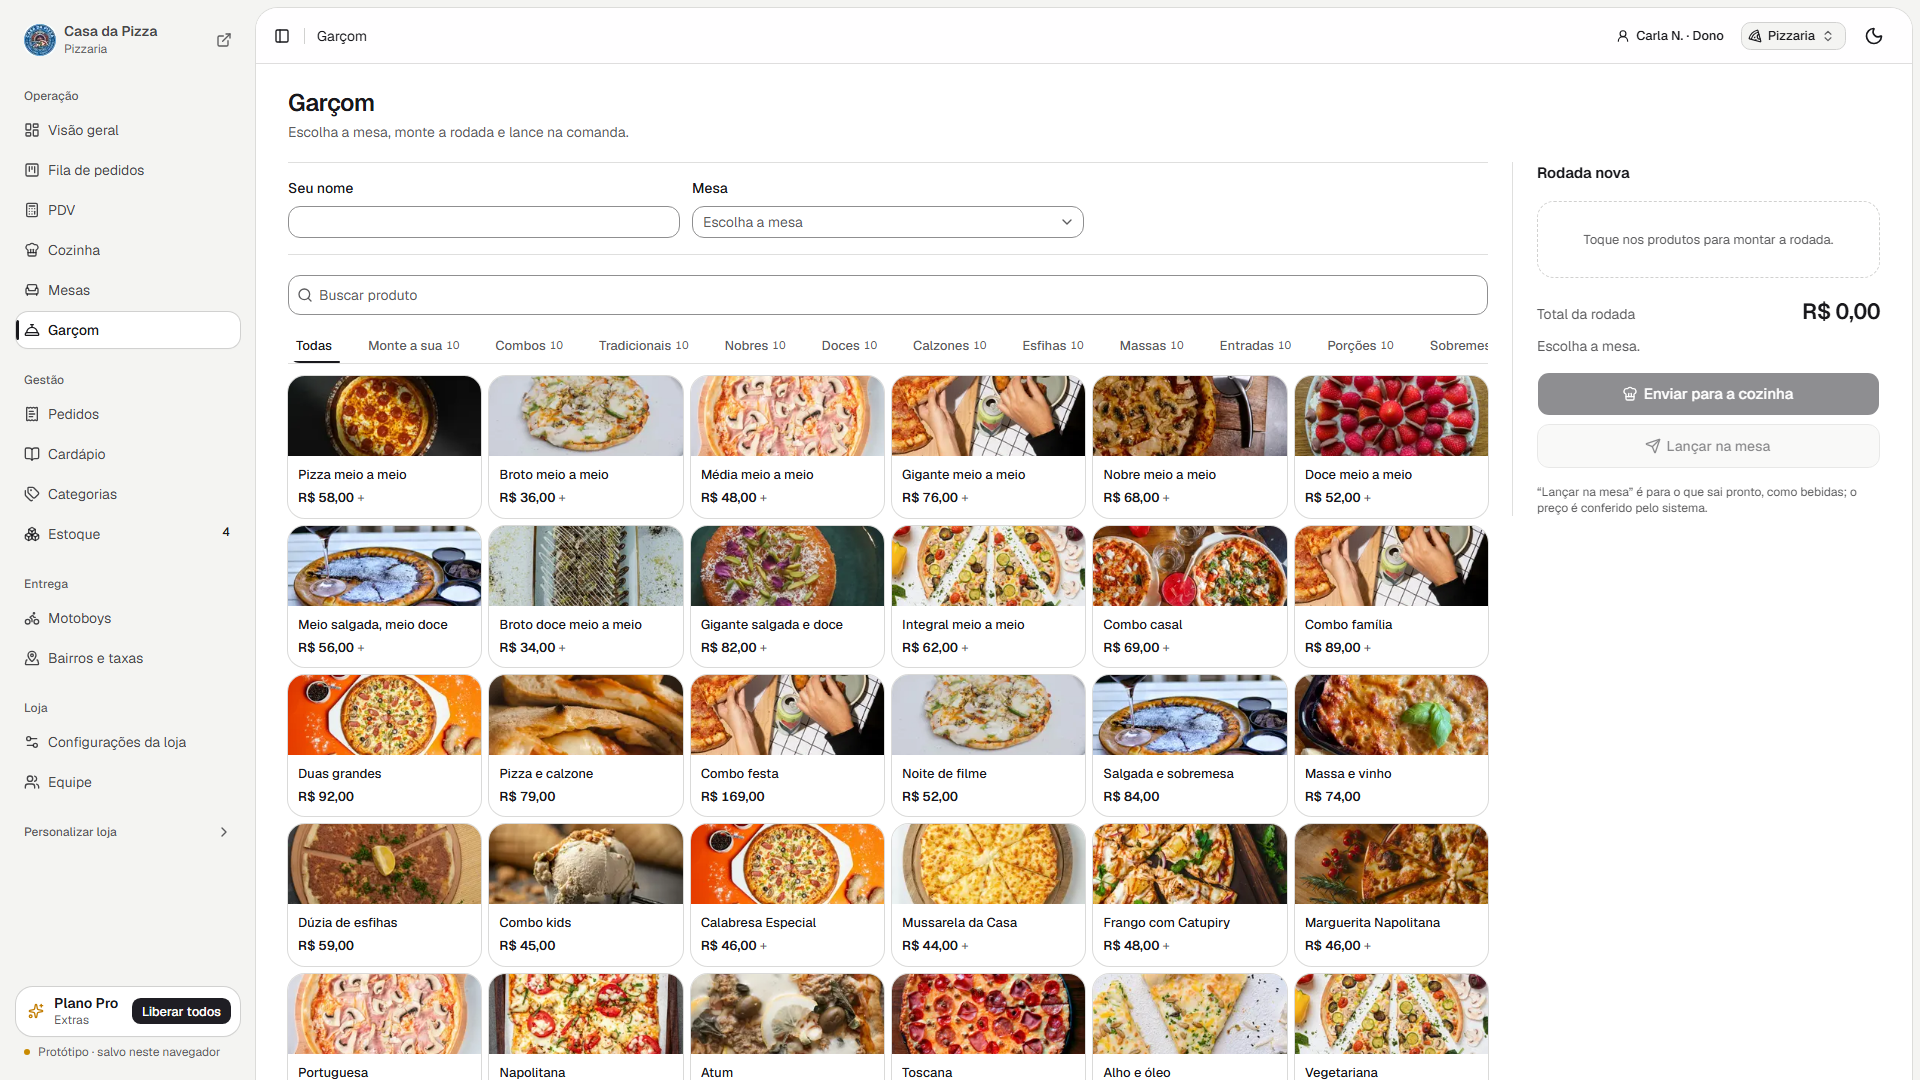 Casa da Pizza
Pizzaria
Operação
Visão geral
Fila de pedidos
PDV
Cozinha
Mesas
Garçom
Gestão
Pedidos
Cardápio
Categorias
Estoque 4
Entrega
Motoboys
Bairros e taxas
Loja
Configurações da loja
Equipe
Personalizar loja
Plano Pro
Extras
Liberar todos
Protótipo · salvo neste navegador
Garçom
Carla N. · Dono
Pizzaria
Garçom
Escolha a mesa, monte a rodada e lance na comanda.
Seu nome
Mesa
Escolha a mesa
Buscar produto
Todas Monte a sua 10 Combos 10 Tradicionais 10 Nobres 10 Doces 10 Calzones 10 Esfihas 10 Massas 10 Entradas 10 Porções 10 Sobremes
Pizza meio a meio
R$ 58,00 +
Broto meio a meio
R$ 36,00 +
Média meio a meio
R$ 48,00 +
Gigante meio a meio
R$ 76,00 +
Nobre meio a meio
R$ 68,00 +
Doce meio a meio
R$ 52,00 +
Meio salgada, meio doce
R$ 56,00 +
Broto doce meio a meio
R$ 34,00 +
Gigante salgada e doce
R$ 82,00 +
Integral meio a meio
R$ 62,00 +
Combo casal
R$ 69,00 +
Combo família
R$ 89,00 +
Duas grandes
R$ 92,00
Pizza e calzone
R$ 79,00
Combo festa
R$ 169,00
Noite de filme
R$ 52,00
Salgada e sobremesa
R$ 84,00
Massa e vinho
R$ 74,00
Dúzia de esfihas
R$ 59,00
Combo kids
R$ 45,00
Calabresa Especial
R$ 46,00 +
Mussarela da Casa
R$ 44,00 +
Frango com Catupiry
R$ 48,00 +
Marguerita Napolitana
R$ 46,00 +
Portuguesa
Napolitana
Atum
Toscana
Alho e óleo
Vegetariana
Rodada nova
Toque nos produtos para montar a rodada.
Total da rodada R$ 0,00
Escolha a mesa.
Enviar para a cozinha
Lançar na mesa
“Lançar na mesa” é para o que sai pronto, como bebidas; o
preço é conferido pelo sistema.